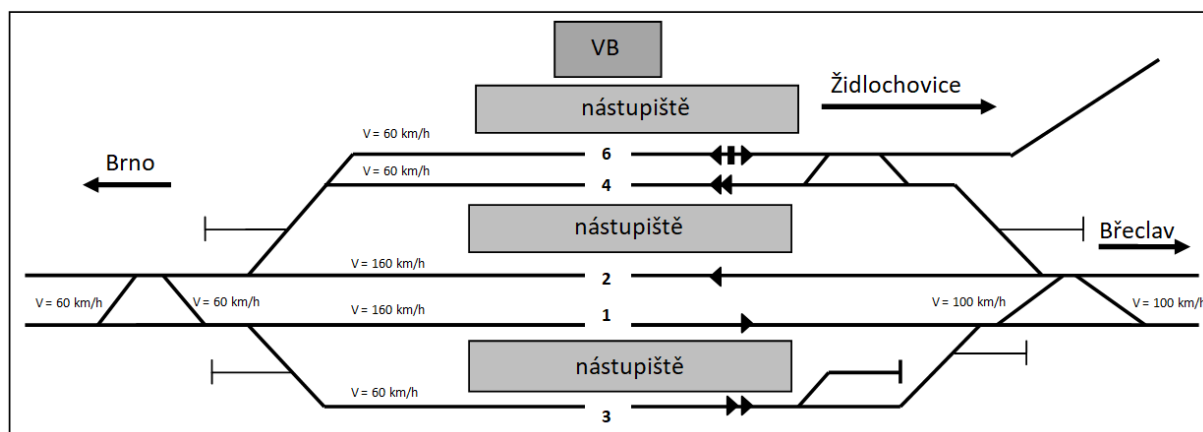 VB
Židlochovice
nástupiště
V = 60 km/h
Brno
6
V = 60 km/h
4
nástupiště
Břeclav
V = 160 km/h
2
V = 60 km/h
V = 60 km/h
V = 160 km/h
1
V = 100 km/h
V = 100 km/h
nástupiště
V = 60 km/h
3